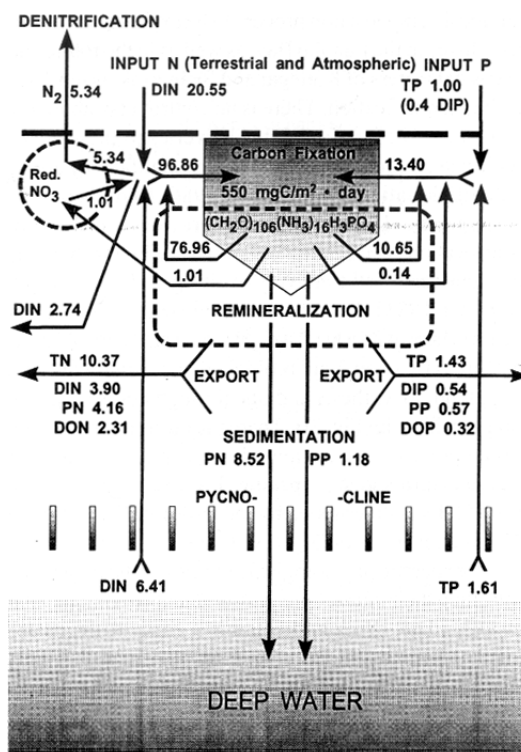 DENITRIFICATION
INPUT N (Terrestrial and Atmospheric) INPUT P
N2 5.34
DIN 20.55
TP 1.00
(0.4 DIP)
5.34
96.86
Carbon Fixation
13.40
Red.
NO3
550 mgC/m² • day
1.01
(CH2O)106(NH3)16H3PO4
76.96
10.65
1.01
0.14
DIN 2.74
REMINERALIZATION
TN 10.37
TP 1.43
EXPORT
EXPORT
DIN 3.90
DIP 0.54
PN 4.16
PP 0.57
DON 2.31
DOP 0.32
SEDIMENTATION
PN 8.52
PP 1.18
PYCNO-
-CLINE
DIN 6.41
TP 1.61
DEEP WATER